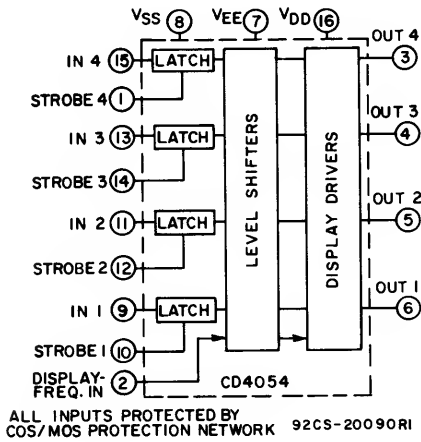 VSS VEE VDD
8 7 16
OUT 4
IN 4 15 LATCH 3
STROBE 4 1
OUT 3
IN 3 13 LATCH 4
STROBE 3 14
LEVEL SHIFTERS
DISPLAY DRIVERS
OUT 2
IN 2 11 LATCH 5
STROBE 2 12
OUT 1
IN 1 9 LATCH 6
STROBE 1 10
DISPLAY-
FREQ. IN 2
CD4054
ALL INPUTS PROTECTED BY
COS/MOS PROTECTION NETWORK 92CS-20090RI